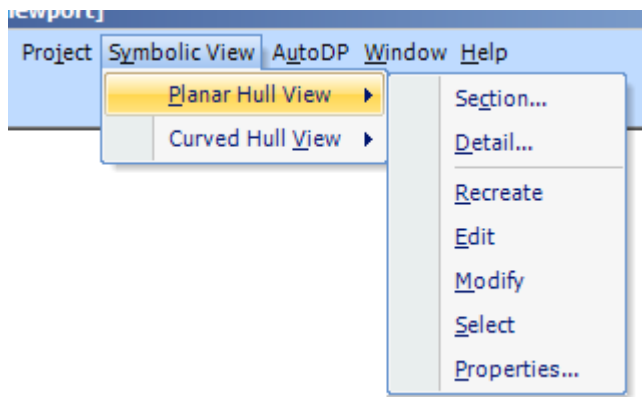 Project Symbolic View AutoDP Window Help
Planar Hull View
Curved Hull View
Section...
Detail...
Recreate
Edit
Modify
Select
Properties...